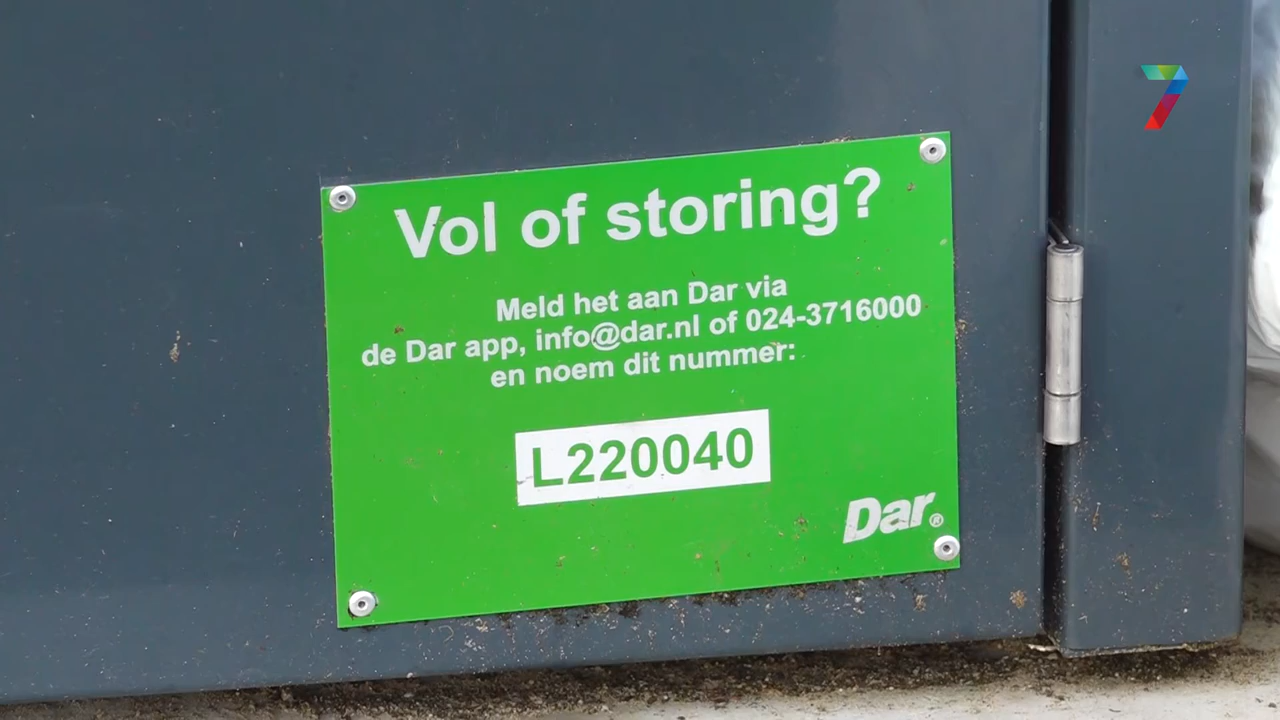 7
Vol of storing?
Meld het aan Dar via
de Dar app, info@dar.nl of 024-3716000
en noem dit nummer:
L220040
Dar®